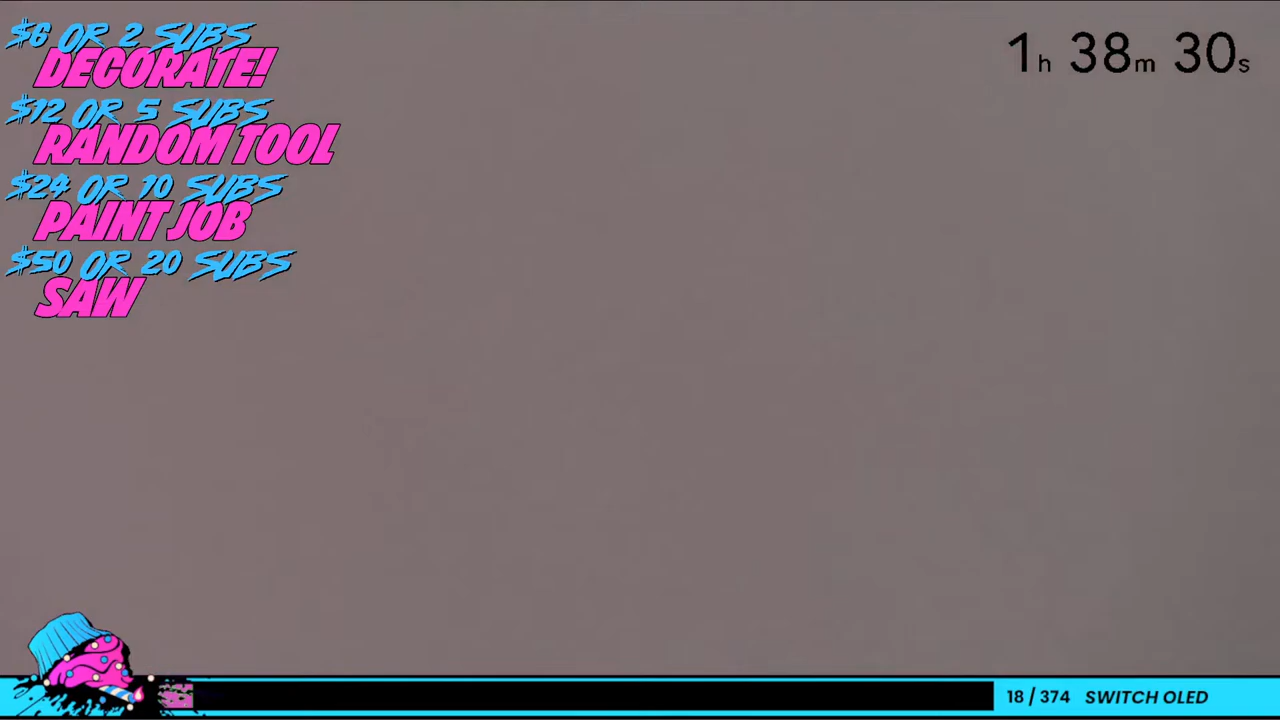 $6 OR 2 SUBS
DECORATE!
$12 OR 5 SUBS
RANDOM TOOL
$24 OR 10 SUBS
PAINT JOB
$50 OR 20 SUBS
SAW
1h 38m 30s
18 / 374 SWITCH OLED